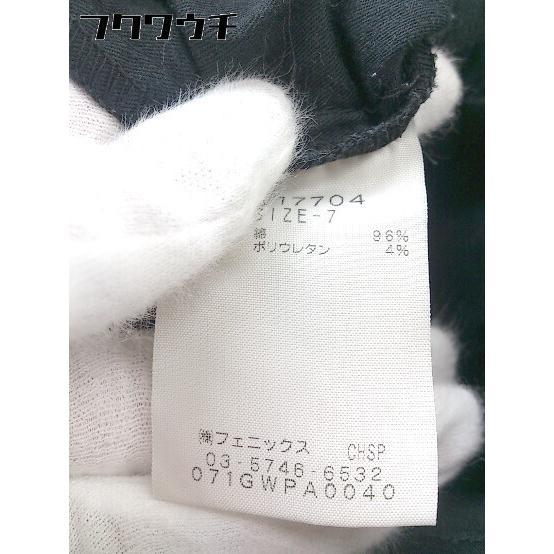 フクワウチ
17704
SIZE-7
綿 96%
ポリウレタン 4%
㈱フェニックス CHSP
03-5746-6532
071GWPA0040